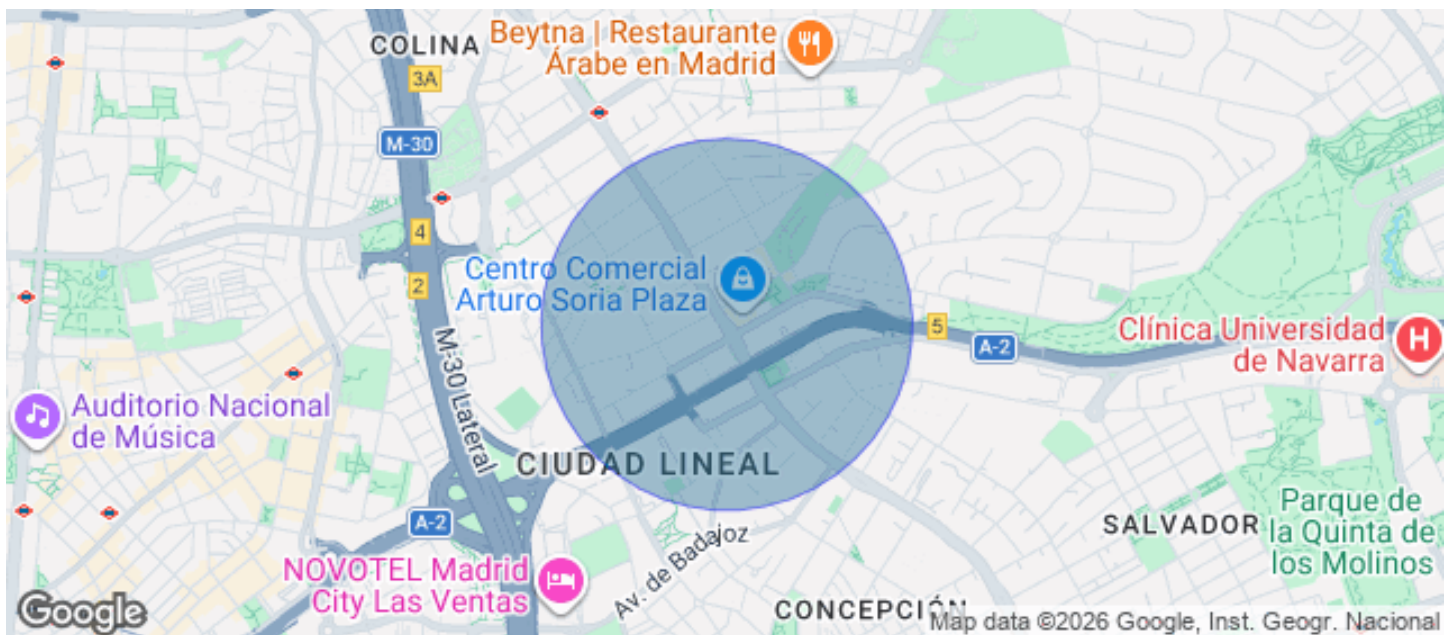 COLINA
Beytna | Restaurante
Árabe en Madrid
3A
M-30
4
2
Centro Comercial
Arturo Soria Plaza
M-30 Lateral
5
A-2
Clínica Universidad
de Navarra
H
Auditorio Nacional
de Música
CIUDAD LINEAL
A-2
Av. de Badajoz
SALVADOR
Parque de
la Quinta de
los Molinos
NOVOTEL Madrid
City Las Ventas
CONCEPCIÓN
Google
Map data ©2026 Google, Inst. Geogr. Nacional